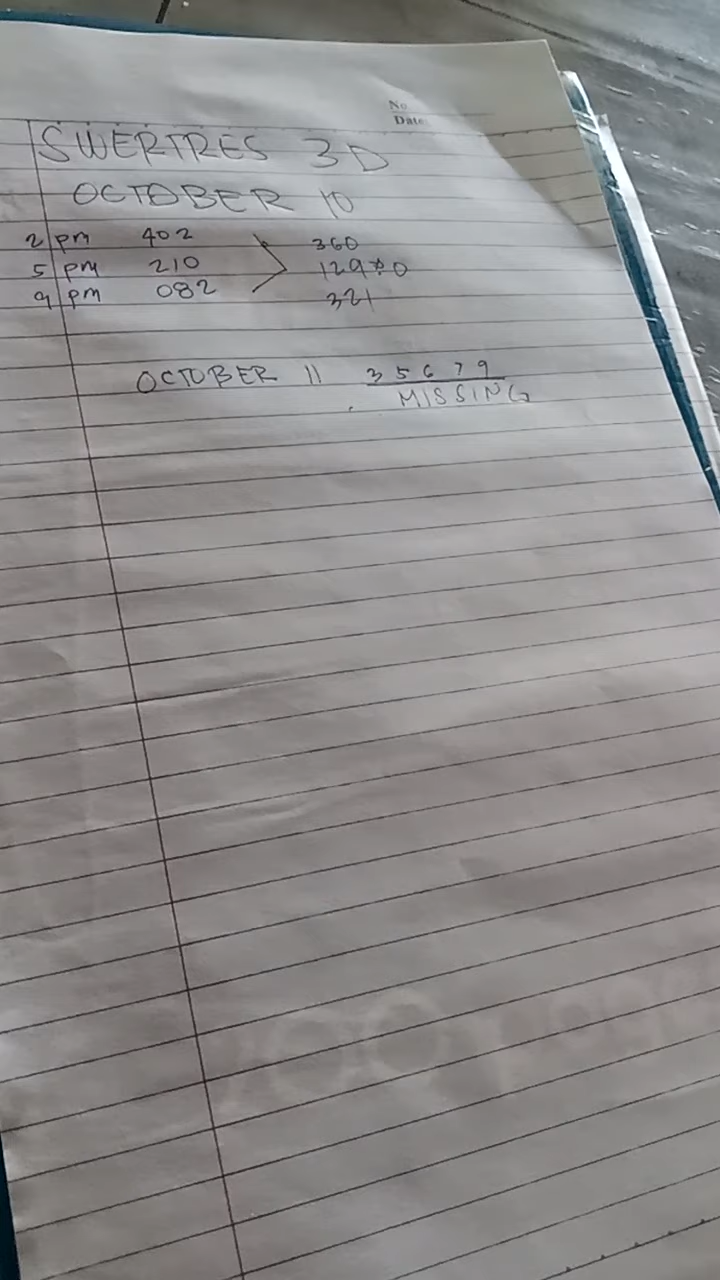 No
Date
SWERTRES 3D
OCTOBER 10
2 pm 402 360
5 pm 210 129*0
9 pm 082 321
OCTOBER 11 3 5 6 7 9
MISSING